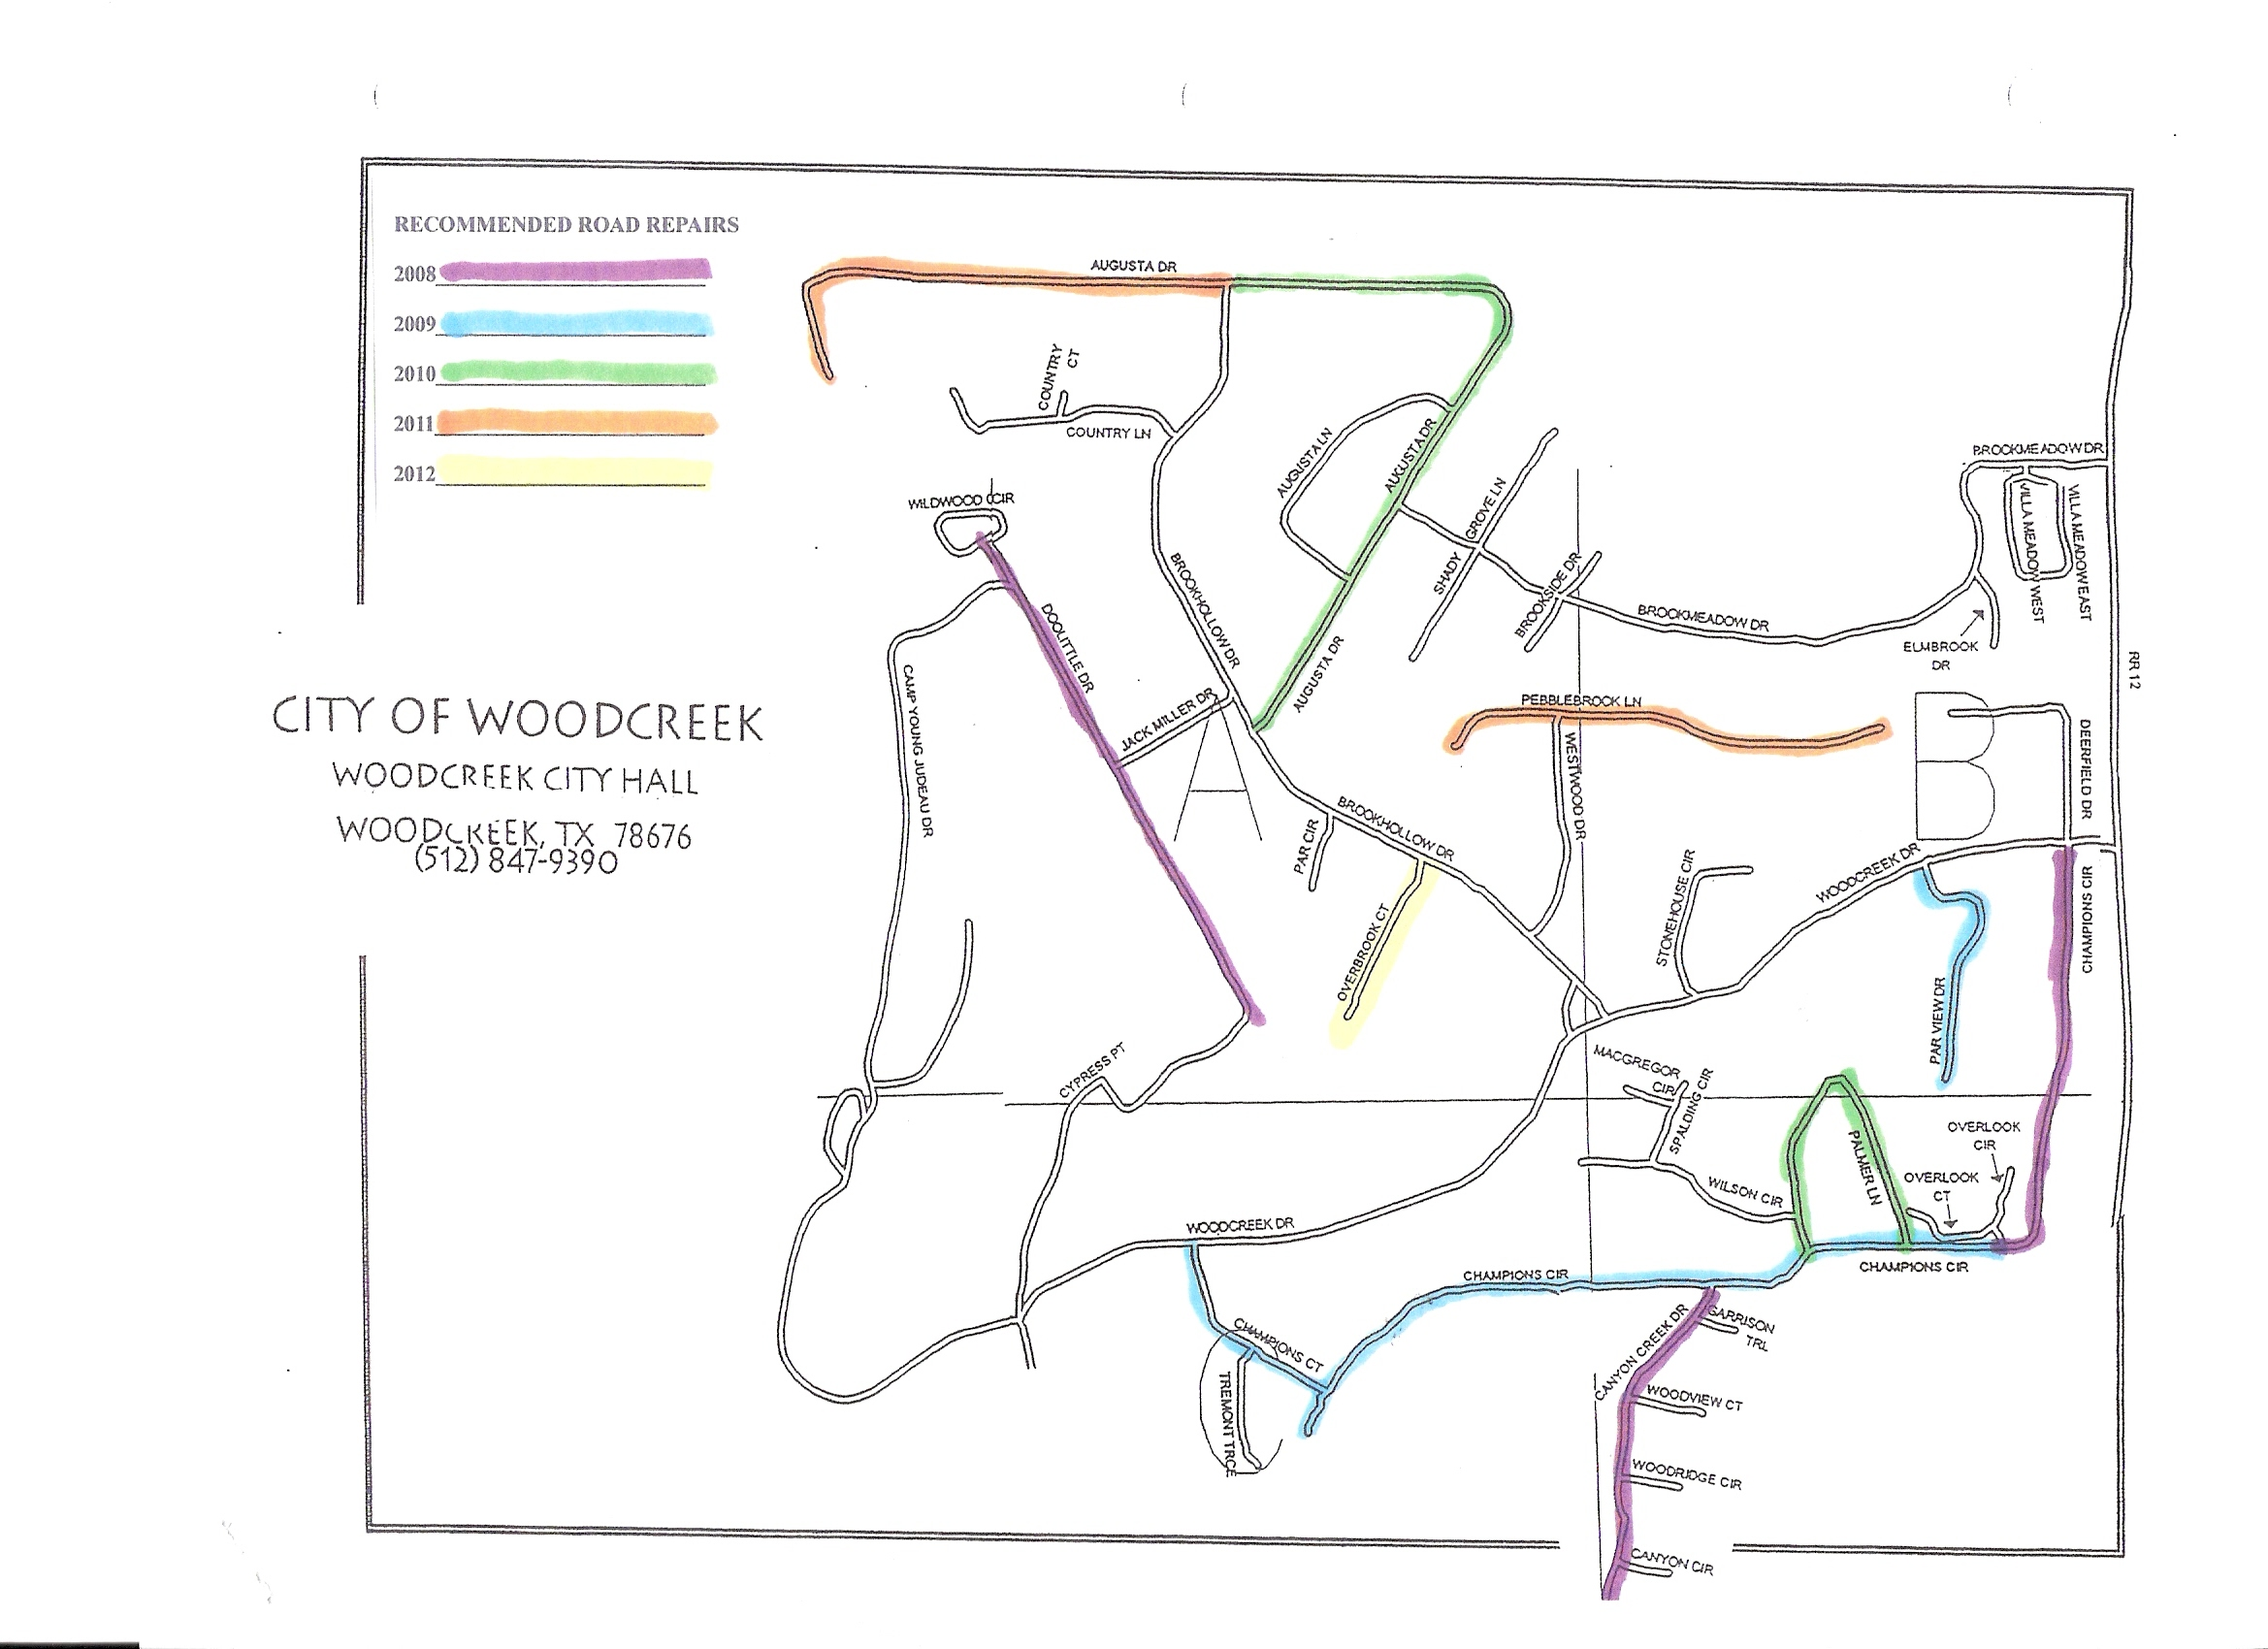 RECOMMENDED ROAD REPAIRS
2008
2009
2010
2011
2012
CITY OF WOODCREEK
WOODCREEK CITY HALL
WOODCREEK, TX 78676
(512) 847-9390
AUGUSTA DR
COUNTRY
CT
COUNTRY LN
WILDWOOD CIR
AUGUSTA LN
AUGUSTA DR
SHADY GROVE LN
BROOKSIDE DR
BROOKMEADOW DR
BROOKMEADOW DR
VILLA MEADOW WEST
VILLA MEADOW EAST
ELMBROOK
DR
RR 12
BROOKHOLLOW DR
DOOLITTLE DR
AUGUSTA DR
CAMP YOUNG JUDEAU DR
JACK MILLER DR
PEBBLEBROOK LN
WESTWOOD DR
DEERFIELD DR
BROOKHOLLOW DR
PAR CIR
OVERBROOK CT
STONEHOUSE CIR
WOODCREEK DR
CHAMPIONS CIR
PAR VIEW DR
CYPRESS PT
MACGREGOR
CIR
SPALDING CIR
WILSON CIR
PALMER LN
OVERLOOK
CIR
OVERLOOK
CT
WOODCREEK DR
CHAMPIONS CIR
CHAMPIONS CIR
CHAMPIONS CT
TREMONT TRCE
CANYON CREEK DR
GARRISON
TRL
WOODVIEW CT
WOODRIDGE CIR
CANYON CIR